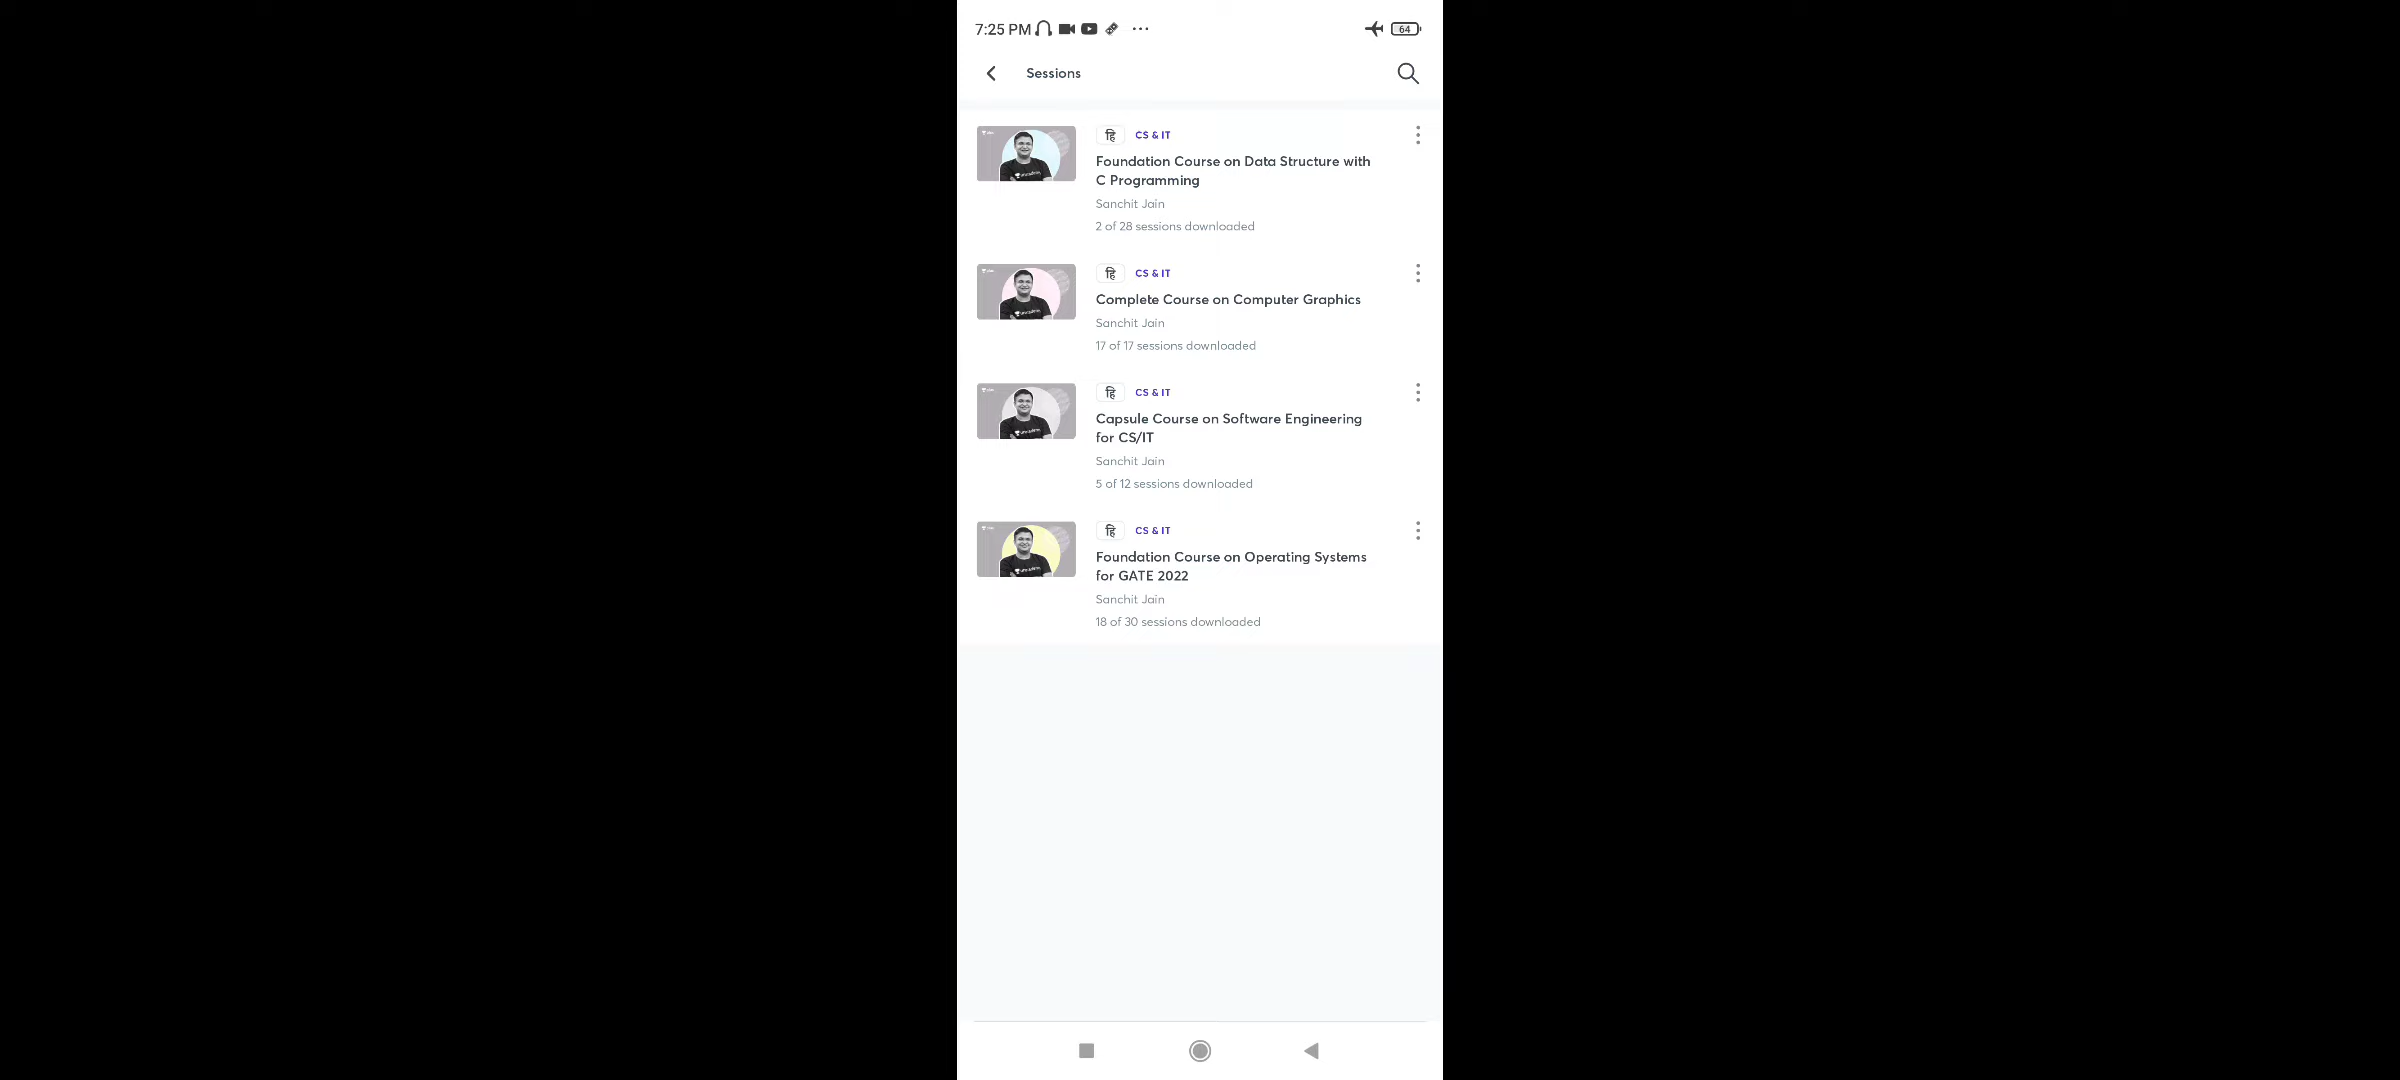 7:25 PM
64
Sessions
हि CS & IT
Foundation Course on Data Structure with
C Programming
Sanchit Jain
2 of 28 sessions downloaded
हि CS & IT
Complete Course on Computer Graphics
Sanchit Jain
17 of 17 sessions downloaded
हि CS & IT
Capsule Course on Software Engineering
for CS/IT
Sanchit Jain
5 of 12 sessions downloaded
हि CS & IT
Foundation Course on Operating Systems
for GATE 2022
Sanchit Jain
18 of 30 sessions downloaded